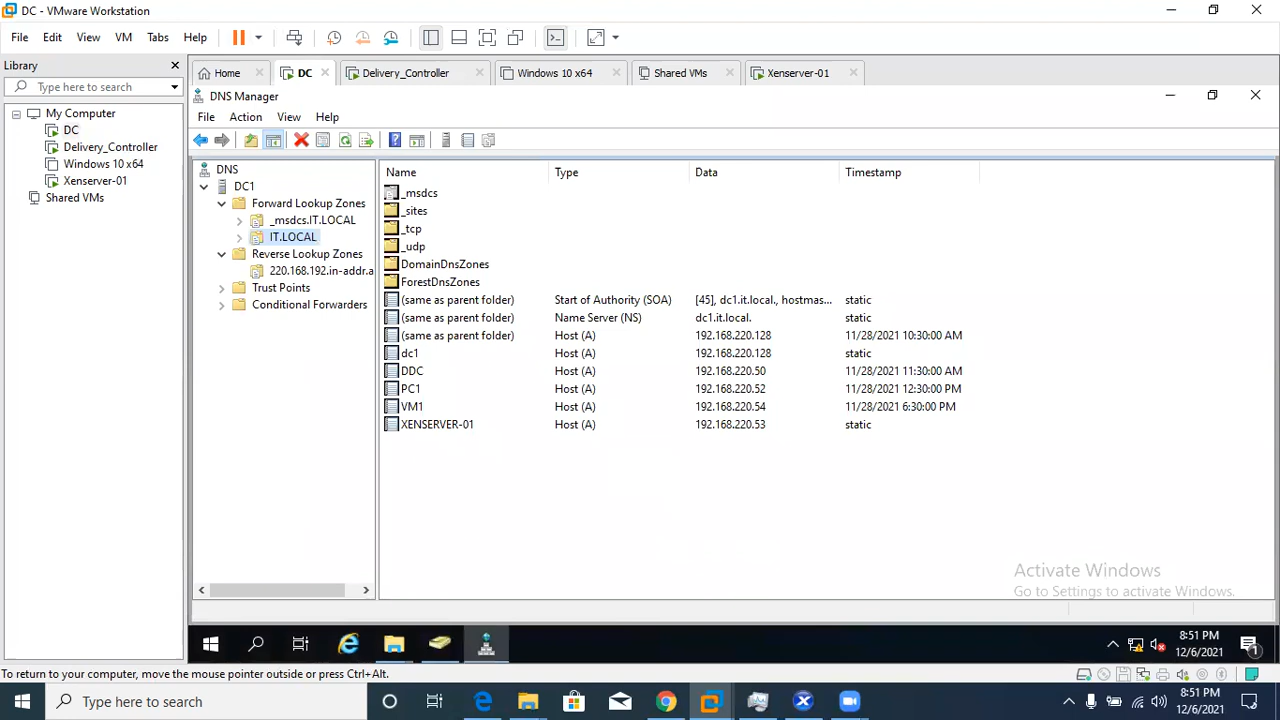 DC - VMware Workstation
File Edit View VM Tabs Help
Library
Type here to search
My Computer
DC
Delivery_Controller
Windows 10 x64
Xenserver-01
Shared VMs
Home DC Delivery_Controller Windows 10 x64 Shared VMs Xenserver-01
DNS Manager
File Action View Help
DNS
DC1
Forward Lookup Zones
_msdcs.IT.LOCAL
IT.LOCAL
Reverse Lookup Zones
220.168.192.in-addr.a
Trust Points
Conditional Forwarders
Name Type Data Timestamp
_msdcs
_sites
_tcp
_udp
DomainDnsZones
ForestDnsZones
(same as parent folder) Start of Authority (SOA) [45], dc1.it.local., hostmas... static
(same as parent folder) Name Server (NS) dc1.it.local. static
(same as parent folder) Host (A) 192.168.220.128 11/28/2021 10:30:00 AM
dc1 Host (A) 192.168.220.128 static
DDC Host (A) 192.168.220.50 11/28/2021 11:30:00 AM
PC1 Host (A) 192.168.220.52 11/28/2021 12:30:00 PM
VM1 Host (A) 192.168.220.54 11/28/2021 6:30:00 PM
XENSERVER-01 Host (A) 192.168.220.53 static
Activate Windows
Go to Settings to activate Windows.
8:51 PM
12/6/2021
1
To return to your computer, move the mouse pointer outside or press Ctrl+Alt.
Type here to search
8:51 PM
12/6/2021